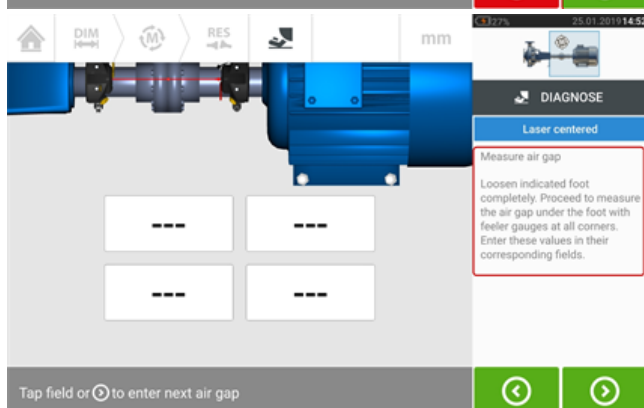 27% 25.01.2019 14:52
DIM M RES mm
DIAGNOSE
Laser centered
Measure air gap
Loosen indicated foot
completely. Proceed to measure
the air gap under the foot with
feeler gauges at all corners.
Enter these values in their
corresponding fields.
--- ---
--- ---
Tap field or to enter next air gap